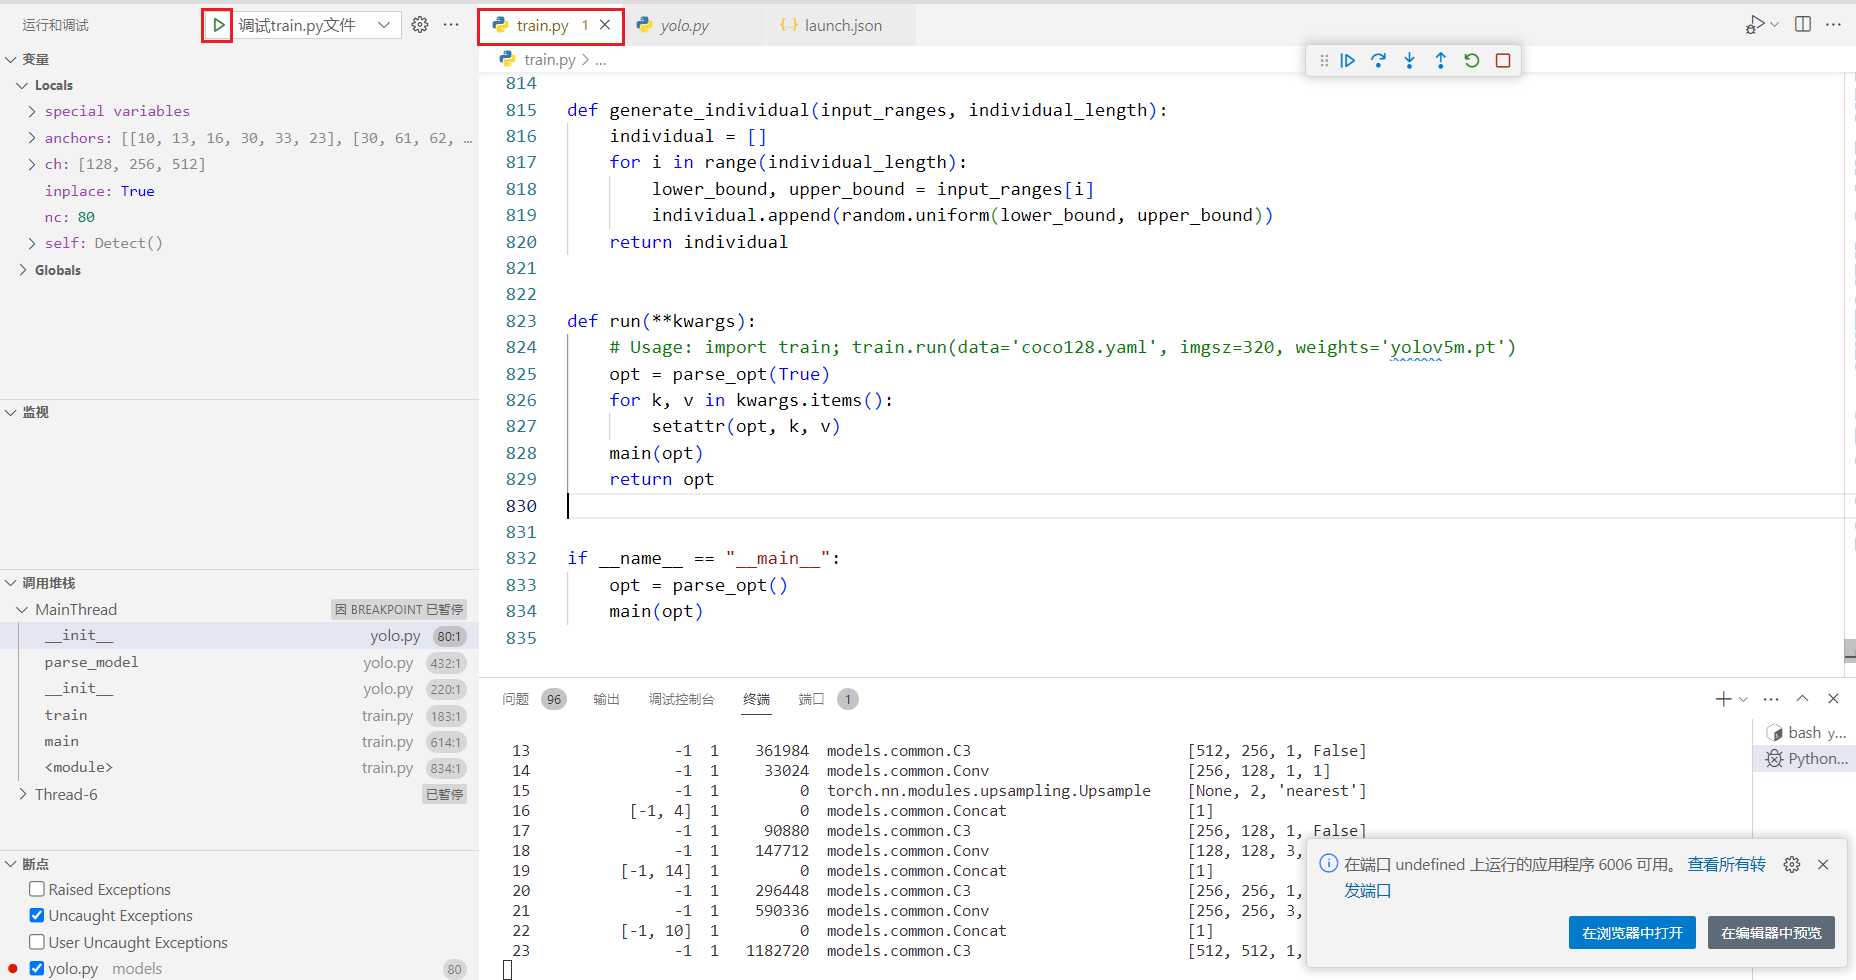 运行和调试
调试train.py文件
变量
Locals
special variables
anchors: [[10, 13, 16, 30, 33, 23], [30, 61, 62, …
ch: [128, 256, 512]
inplace: True
nc: 80
self: Detect()
Globals
监视
调用堆栈
MainThread 因 BREAKPOINT 已暂停
__init__ yolo.py 80:1
parse_model yolo.py 432:1
__init__ yolo.py 220:1
train train.py 183:1
main train.py 614:1
<module> train.py 834:1
Thread-6 已暂停
断点
Raised Exceptions
Uncaught Exceptions
User Uncaught Exceptions
yolo.py models 80
train.py 1
yolo.py
{} launch.json
train.py > ...
814
815 def generate_individual(input_ranges, individual_length):
816     individual = []
817     for i in range(individual_length):
818         lower_bound, upper_bound = input_ranges[i]
819         individual.append(random.uniform(lower_bound, upper_bound))
820     return individual
821
822
823 def run(**kwargs):
824     # Usage: import train; train.run(data='coco128.yaml', imgsz=320, weights='yolov5m.pt')
825     opt = parse_opt(True)
826     for k, v in kwargs.items():
827         setattr(opt, k, v)
828     main(opt)
829     return opt
830
831
832 if __name__ == "__main__":
833     opt = parse_opt()
834     main(opt)
835
问题 96 输出 调试控制台 终端 端口 1
13 -1 1 361984 models.common.C3 [512, 256, 1, False]
14 -1 1 33024 models.common.Conv [256, 128, 1, 1]
15 -1 1 0 torch.nn.modules.upsampling.Upsample [None, 2, 'nearest']
16 [-1, 4] 1 0 models.common.Concat [1]
17 -1 1 90880 models.common.C3 [256, 128, 1, False]
18 -1 1 147712 models.common.Conv [128, 128, 3,
19 [-1, 14] 1 0 models.common.Concat [1]
20 -1 1 296448 models.common.C3 [256, 256, 1,
21 -1 1 590336 models.common.Conv [256, 256, 3,
22 [-1, 10] 1 0 models.common.Concat [1]
23 -1 1 1182720 models.common.C3 [512, 512, 1,
bash y...
Python...
在端口 undefined 上运行的应用程序 6006 可用。 查看所有转
发端口
在浏览器中打开
在编辑器中预览